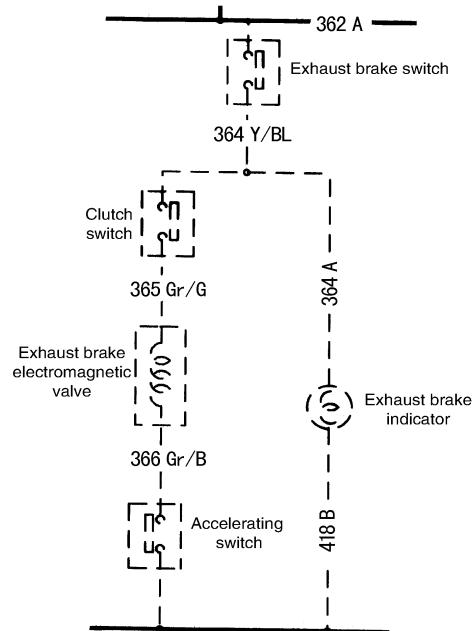 362 A
Exhaust brake switch
364 Y/BL
Clutch
switch
364 A
365 Gr/G
Exhaust brake
electromagnetic
valve
Exhaust brake
indicator
366 Gr/B
Accelerating
switch
418 B